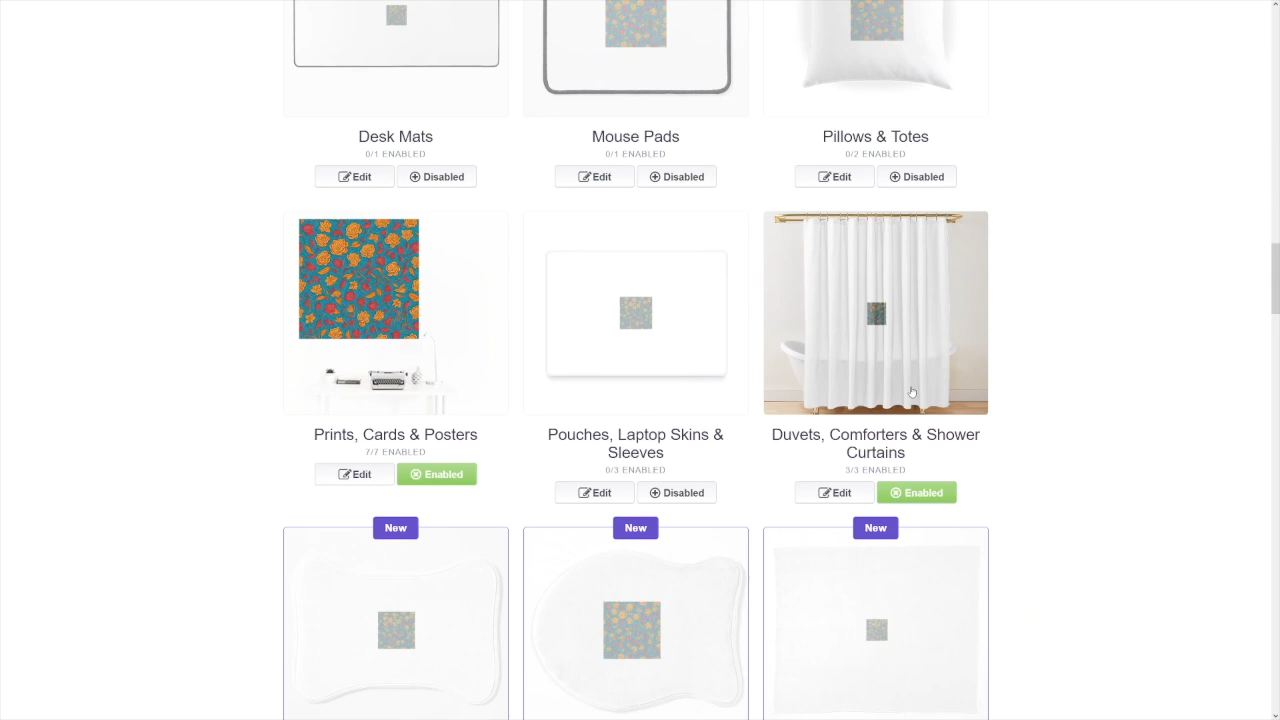 Desk Mats
0/1 ENABLED
Edit
Disabled
Mouse Pads
0/1 ENABLED
Edit
Disabled
Pillows & Totes
0/2 ENABLED
Edit
Disabled
Prints, Cards & Posters
7/7 ENABLED
Edit
Enabled
Pouches, Laptop Skins &
Sleeves
0/3 ENABLED
Edit
Disabled
Duvets, Comforters & Shower
Curtains
3/3 ENABLED
Edit
Enabled
New
New
New